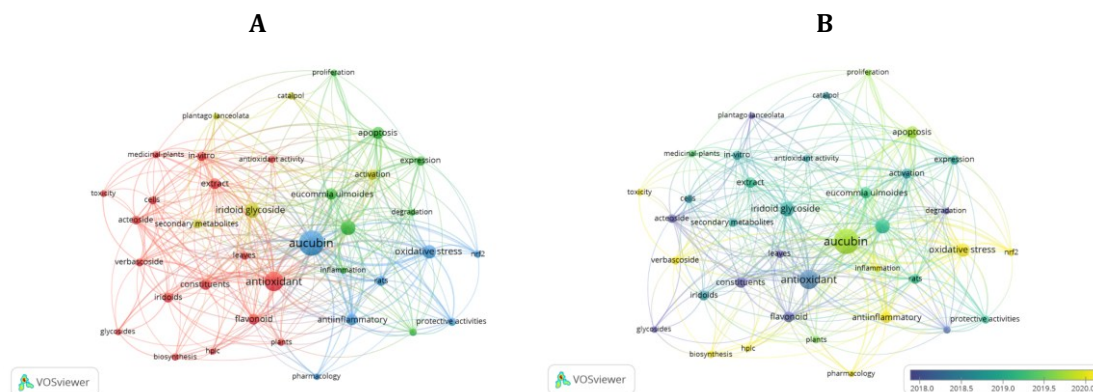 A
proliferation
catalpol
plantago lanceolata
apoptosis
medicinal-plants
in-vitro
antioxidant activity
expression
activation
extract
toxicity
cells
eucommia ulmoides
iridoid glycoside
degradation
acteoside
secondary metabolites
aucubin
oxidative stress
nrf2
leaves
verbascoside
inflammation
rats
constituents
antioxidant
iridoids
flavonoid
antiinflammatory
protective activities
glycosides
plants
hplc
biosynthesis
pharmacology
VOSviewer
B
proliferation
catalpol
plantago lanceolata
apoptosis
medicinal-plants
in-vitro
antioxidant activity
expression
activation
extract
toxicity
cells
eucommia ulmoides
iridoid glycoside
degradation
acteoside
secondary metabolites
aucubin
oxidative stress
nrf2
leaves
verbascoside
inflammation
rats
constituents
antioxidant
iridoids
flavonoid
antiinflammatory
protective activities
glycosides
plants
hplc
biosynthesis
pharmacology
VOSviewer
2018.0 2018.5 2019.0 2019.5 2020.0